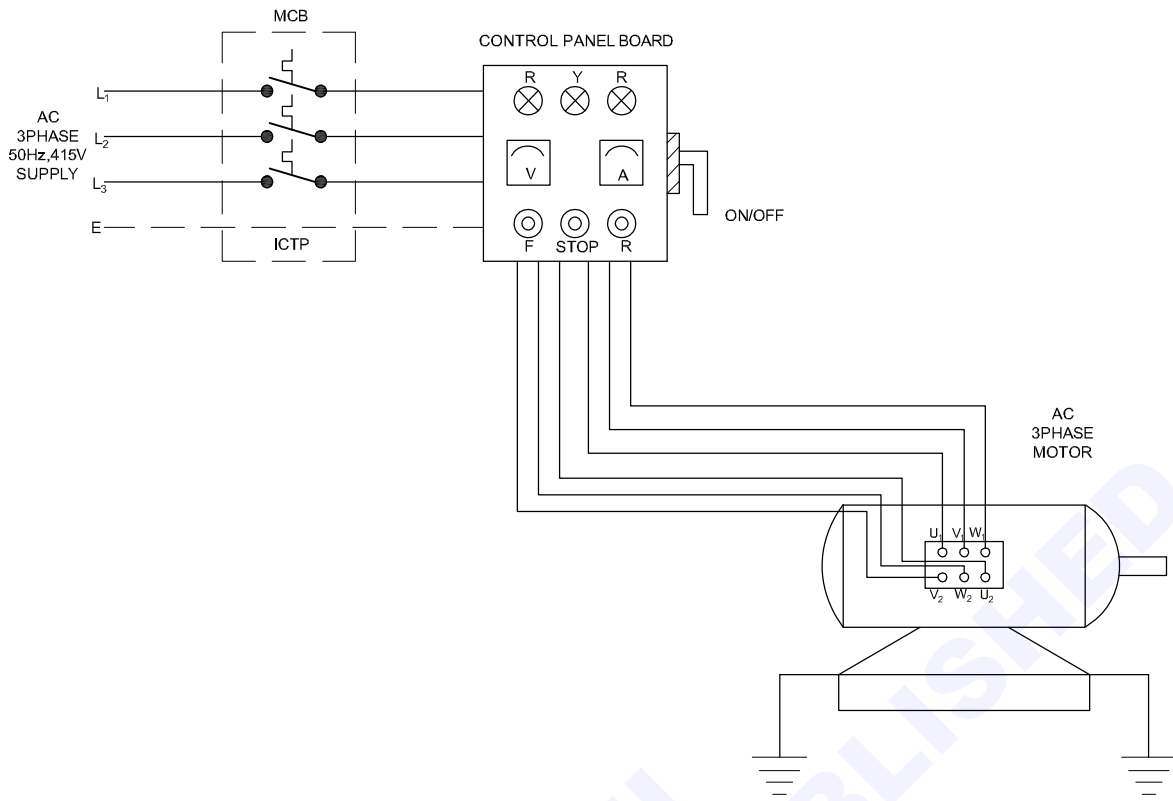 MCB
CONTROL PANEL BOARD
R Y R
L₁
AC
3PHASE
50Hz,415V
SUPPLY
L₂
L₃
V A
ON/OFF
E
ICTP
F STOP R
AC
3PHASE
MOTOR
U₁ V₁ W₁
V₂ W₂ U₂
BLISHED